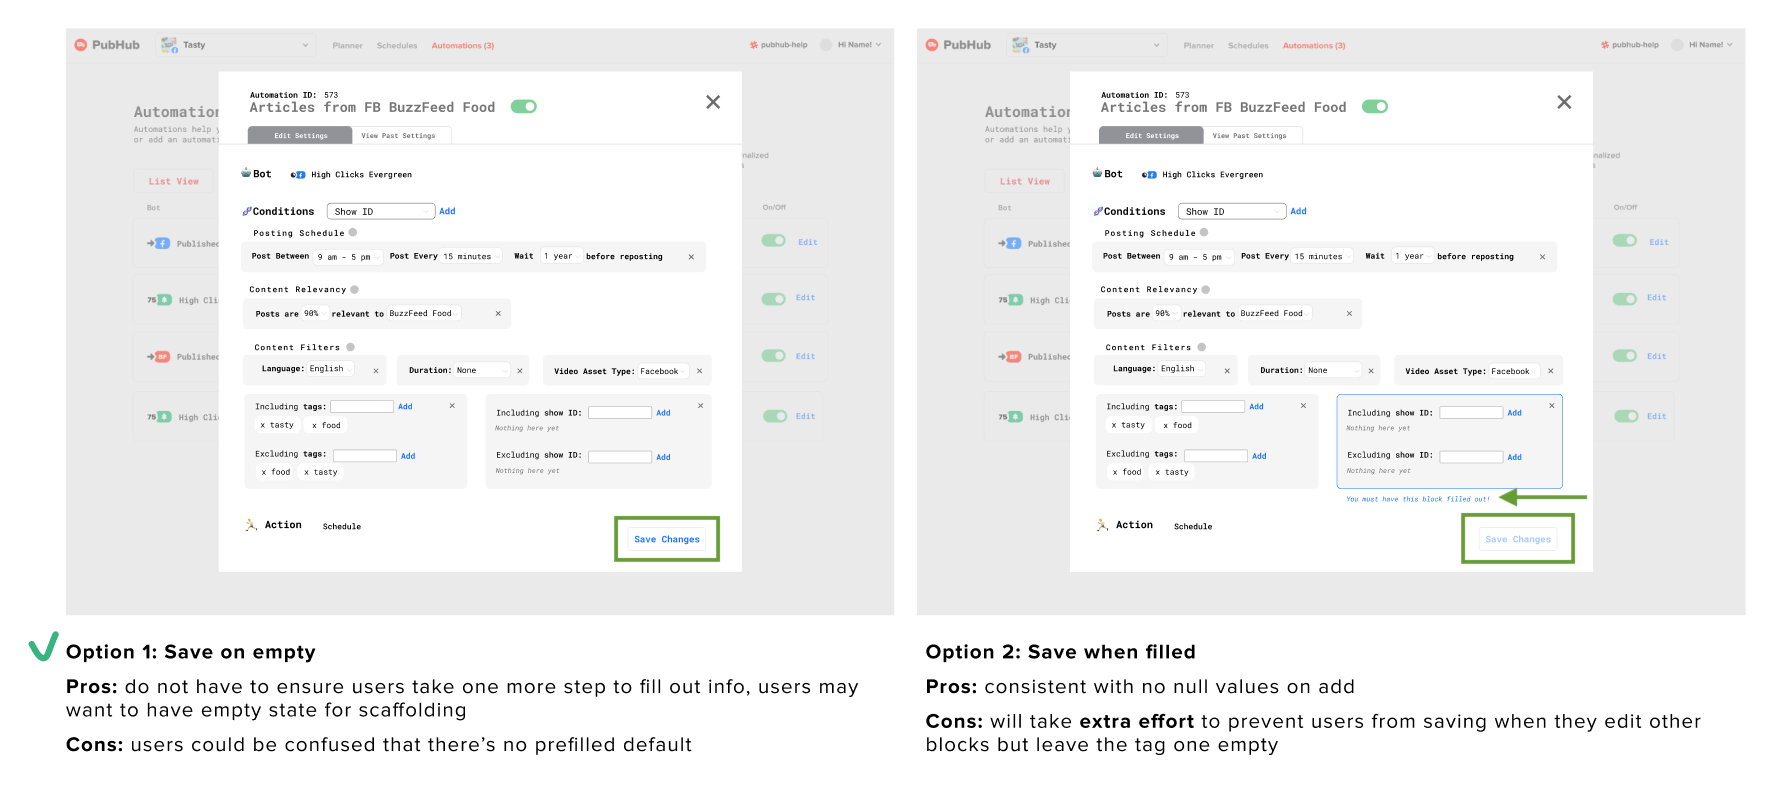 PubHub
Tasty
Planner
Schedules
Automations (3)
pubhub-help
Hi Name!
Automation
Automations help y
or add an automati
nalized
List View
Bot
On/Off
Published
Edit
75
High Cli
Edit
Published
Edit
75
High Cli
Edit
Automation ID: 573
Articles from FB BuzzFeed Food
Edit Settings
View Past Settings
Bot
High Clicks Evergreen
Conditions
Show ID
Add
Posting Schedule
Post Between 9 am - 5 pm Post Every 15 minutes Wait 1 year before reposting
Content Relevancy
Posts are 90% relevant to BuzzFeed Food
Content Filters
Language: English
Duration: None
Video Asset Type: Facebook
Including tags: Add
x tasty x food
Excluding tags: Add
x food x tasty
Including show ID: Add
Nothing here yet
Excluding show ID: Add
Nothing here yet
Action
Schedule
Save Changes
PubHub
Tasty
Planner
Schedules
Automations (3)
pubhub-help
Hi Name!
Automation
Automations help y
or add an automati
nalized
List View
Bot
On/Off
Published
Edit
75
High Cli
Edit
Published
Edit
75
High Cli
Edit
Automation ID: 573
Articles from FB BuzzFeed Food
Edit Settings
View Past Settings
Bot
High Clicks Evergreen
Conditions
Show ID
Add
Posting Schedule
Post Between 9 am - 5 pm Post Every 15 minutes Wait 1 year before reposting
Content Relevancy
Posts are 90% relevant to BuzzFeed Food
Content Filters
Language: English
Duration: None
Video Asset Type: Facebook
Including tags: Add
x tasty x food
Excluding tags: Add
x food x tasty
Including show ID: Add
Nothing here yet
Excluding show ID: Add
Nothing here yet
You must have this block filled out!
Action
Schedule
Save Changes
Option 1: Save on empty
Pros: do not have to ensure users take one more step to fill out info, users may
want to have empty state for scaffolding
Cons: users could be confused that there's no prefilled default
Option 2: Save when filled
Pros: consistent with no null values on add
Cons: will take extra effort to prevent users from saving when they edit other
blocks but leave the tag one empty